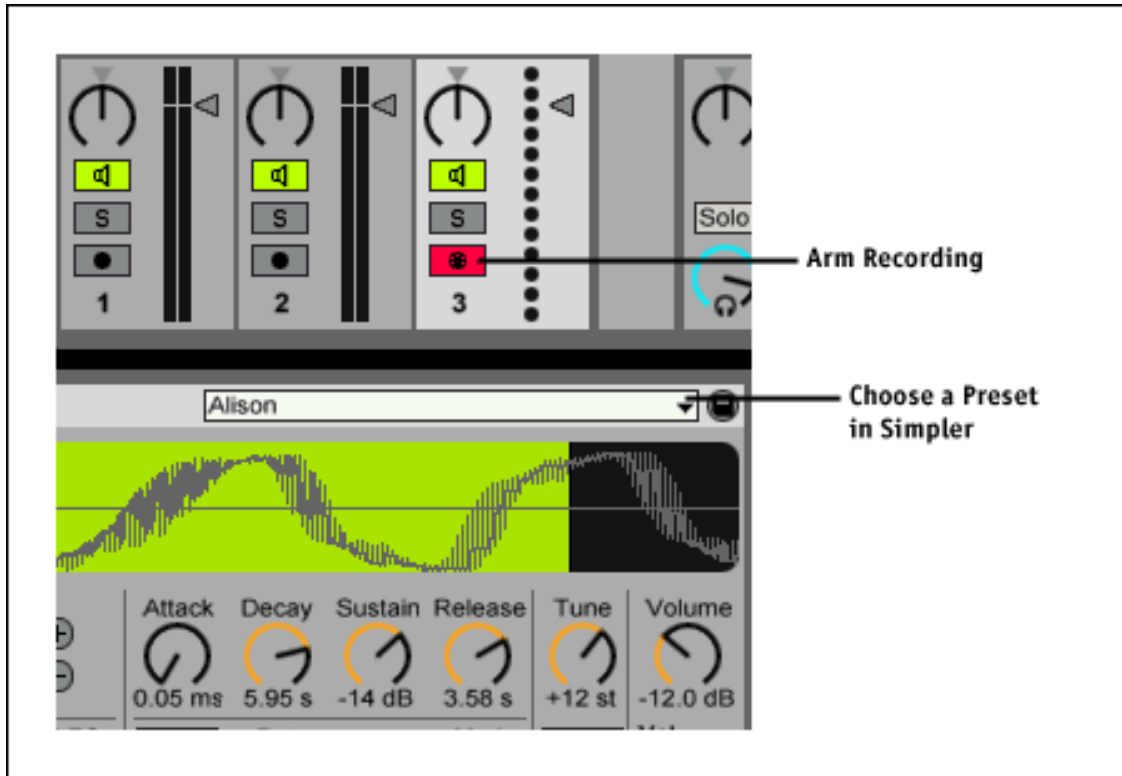 S
S
S
Solo
Arm Recording
1
2
3
Alison
Choose a Preset
in Simpler
Attack Decay Sustain Release Tune Volume
0.05 ms 5.95 s -14 dB 3.58 s +12 st -12.0 dB